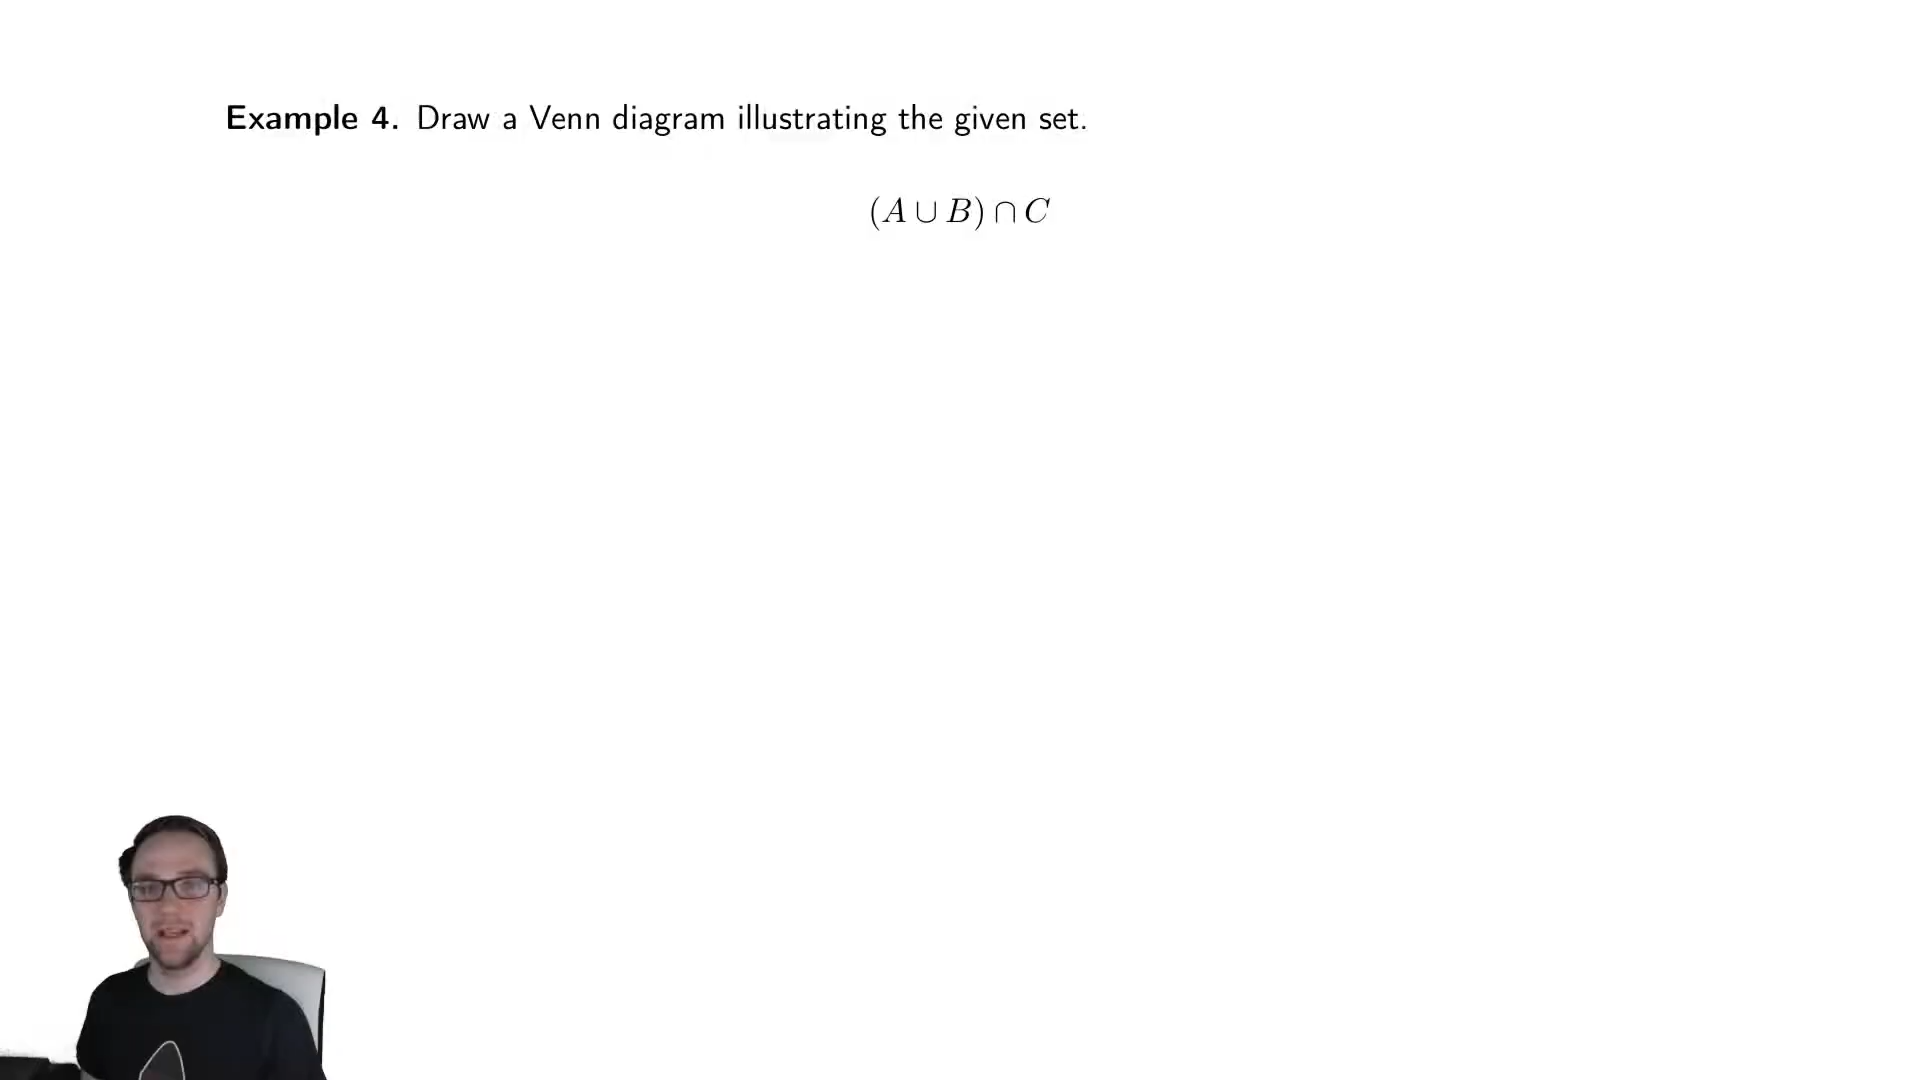 Example 4. Draw a Venn diagram illustrating the given set.
(A ∪ B) ∩ C